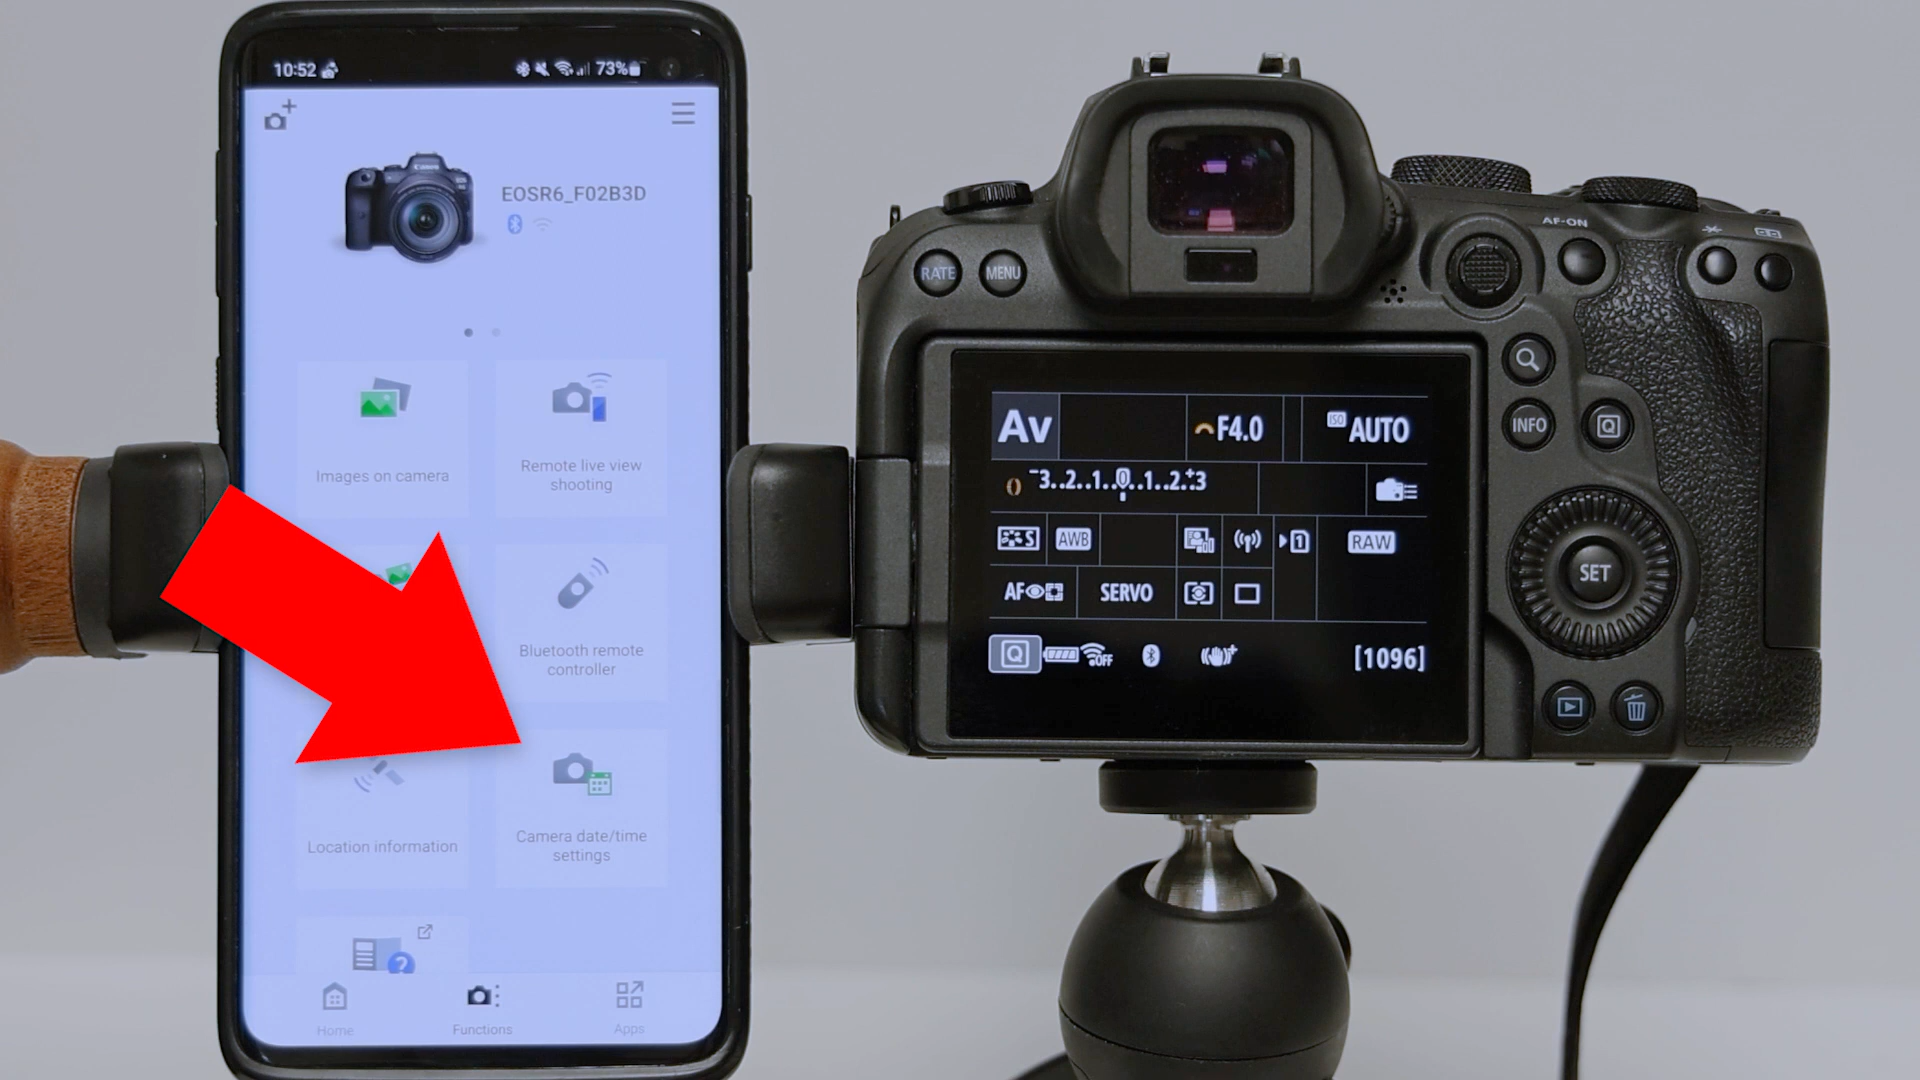 10:52
73%
EOSR6_F02B3D
Images on camera
Remote live view
shooting
Bluetooth remote
controller
Location information
Camera date/time
settings
?
Home
Functions
Apps
RATE
MENU
AF-ON
INFO
Q
SET
Av
F4.0
ISO AUTO
-3..2..1..0..1..2..+3
S
AWB
1
RAW
AF
SERVO
Q
OFF
[1096]